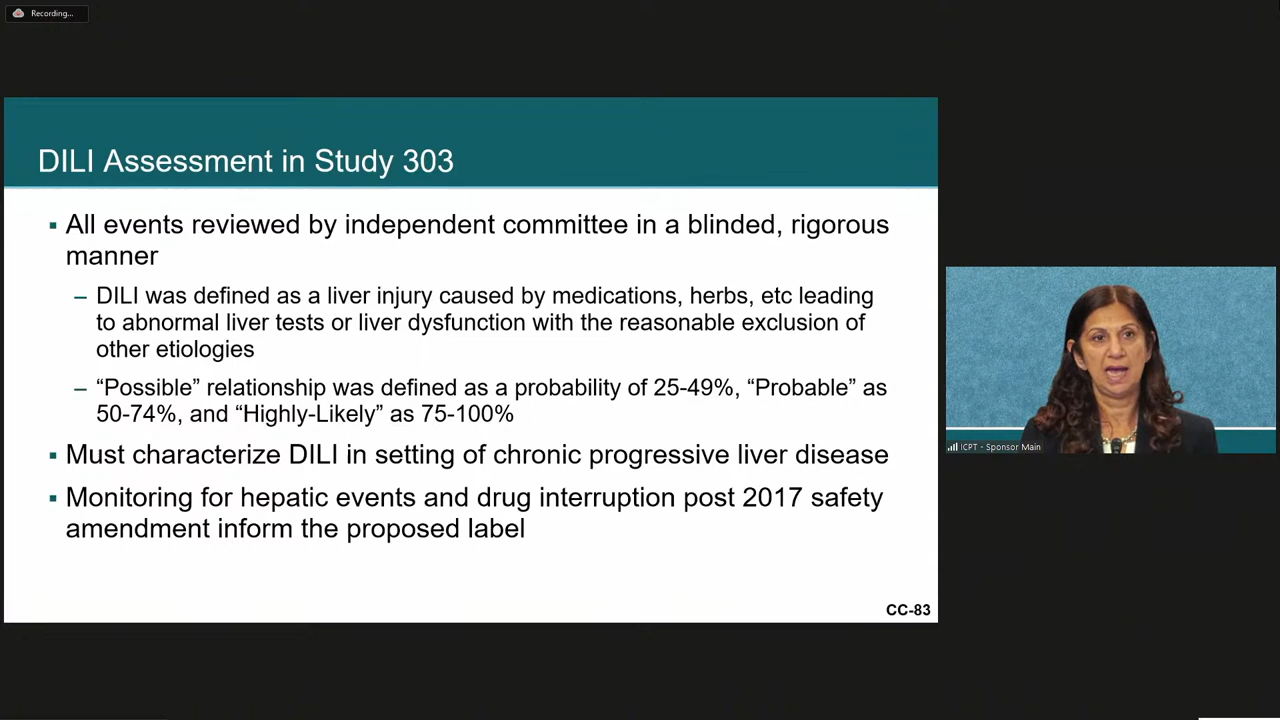 Recording...
DILI Assessment in Study 303
▪ All events reviewed by independent committee in a blinded, rigorous
manner
– DILI was defined as a liver injury caused by medications, herbs, etc leading
to abnormal liver tests or liver dysfunction with the reasonable exclusion of
other etiologies
– “Possible” relationship was defined as a probability of 25-49%, “Probable” as
50-74%, and “Highly-Likely” as 75-100%
▪ Must characterize DILI in setting of chronic progressive liver disease
▪ Monitoring for hepatic events and drug interruption post 2017 safety
amendment inform the proposed label
CC-83
ICPT - Sponsor Main